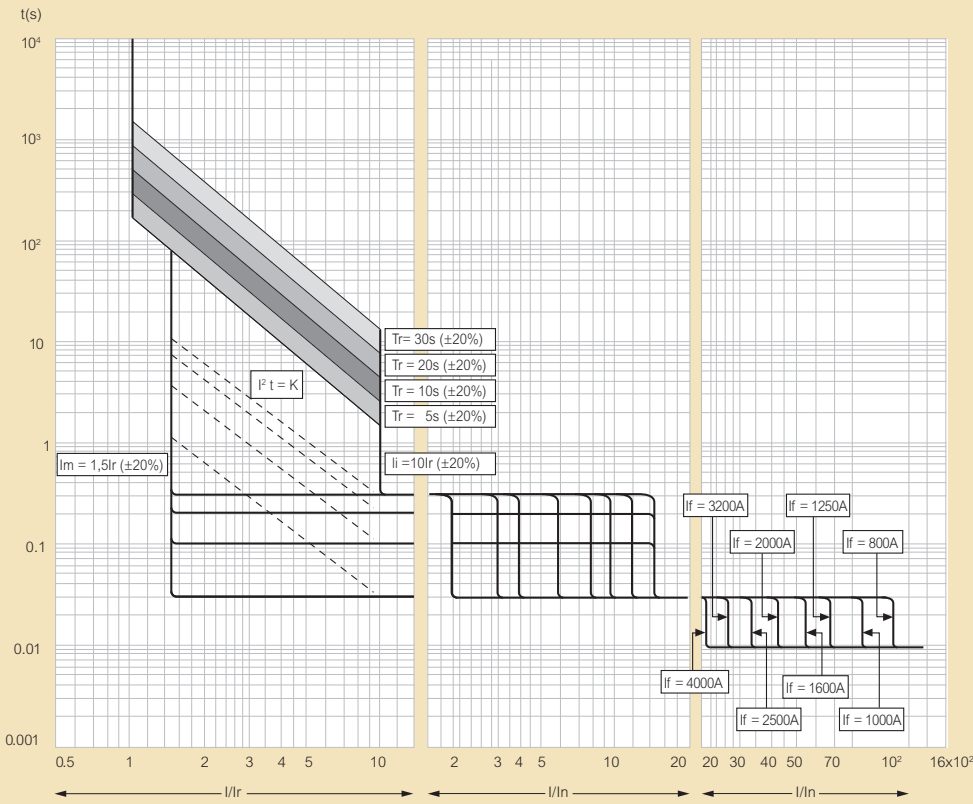 t(s)
10⁴
10³
10²
10
1
0.1
0.01
0.001
Tr= 30s (±20%)
Tr = 20s (±20%)
Tr = 10s (±20%)
Tr = 5s (±20%)
I² t = K
Im = 1,5Ir (±20%)
Ii =10Ir (±20%)
If = 3200A
If = 1250A
If = 2000A
If = 800A
If = 4000A
If = 1600A
If = 2500A
If = 1000A
0.5 1 2 3 4 5 10
2 3 4 5 10 20
20 30 40 50 70 10² 16x10²
I/Ir
I/In
I/In